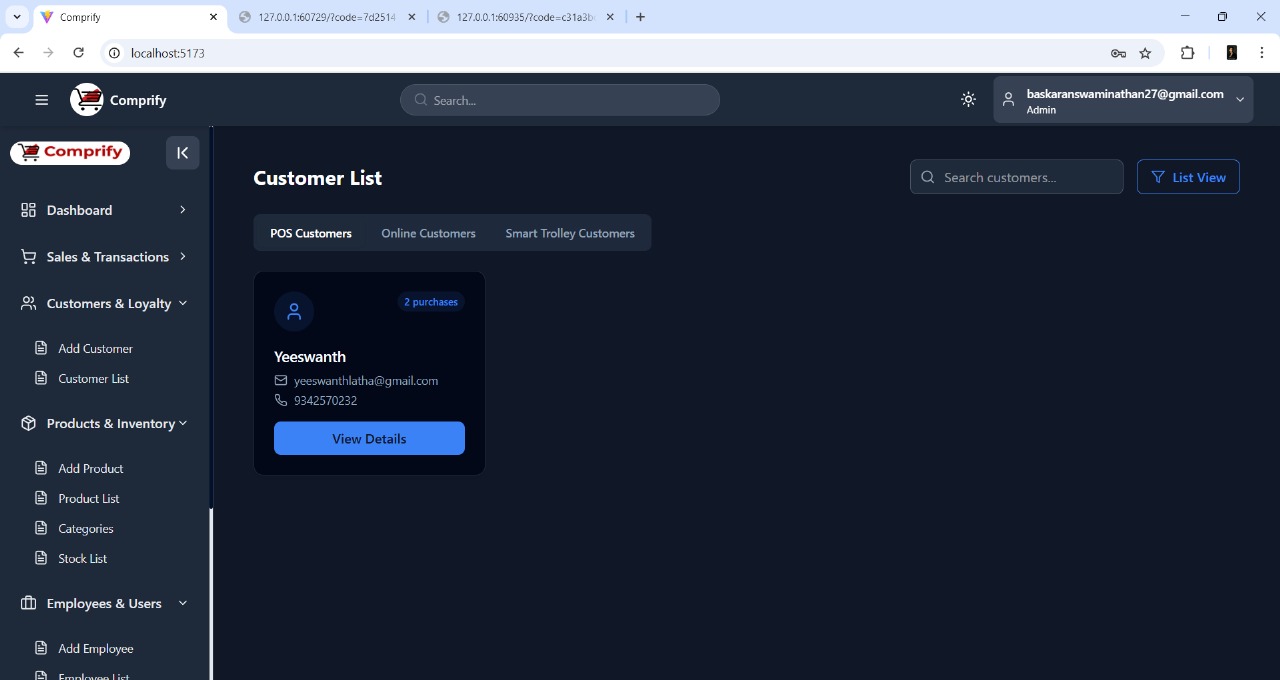 Comprify
127.0.0.1:60729/?code=7d2514
127.0.0.1:60935/?code=c31a3b
localhost:5173
Comprify
Search...
baskaranswaminathan27@gmail.com
Admin
Comprify
Dashboard
Sales & Transactions
Customers & Loyalty
Add Customer
Customer List
Products & Inventory
Add Product
Product List
Categories
Stock List
Employees & Users
Add Employee
Employee List
Customer List
Search customers...
List View
POS Customers
Online Customers
Smart Trolley Customers
2 purchases
Yeeswanth
yeeswanthlatha@gmail.com
9342570232
View Details